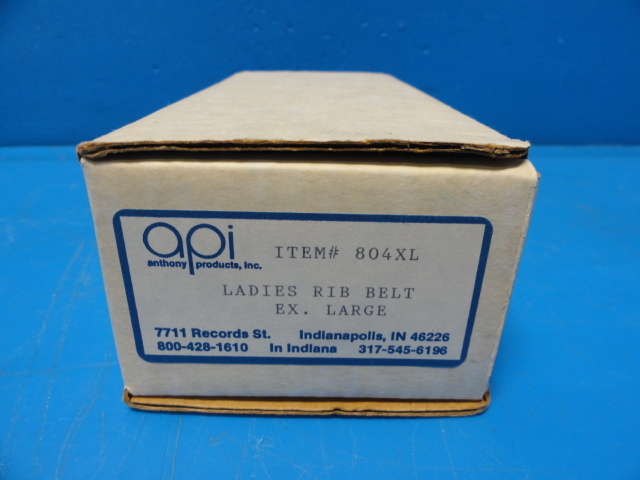 api
anthony products, inc.
ITEM# 804XL
LADIES RIB BELT
EX. LARGE
7711 Records St. Indianapolis, IN 46226
800-428-1610 In Indiana 317-545-6196